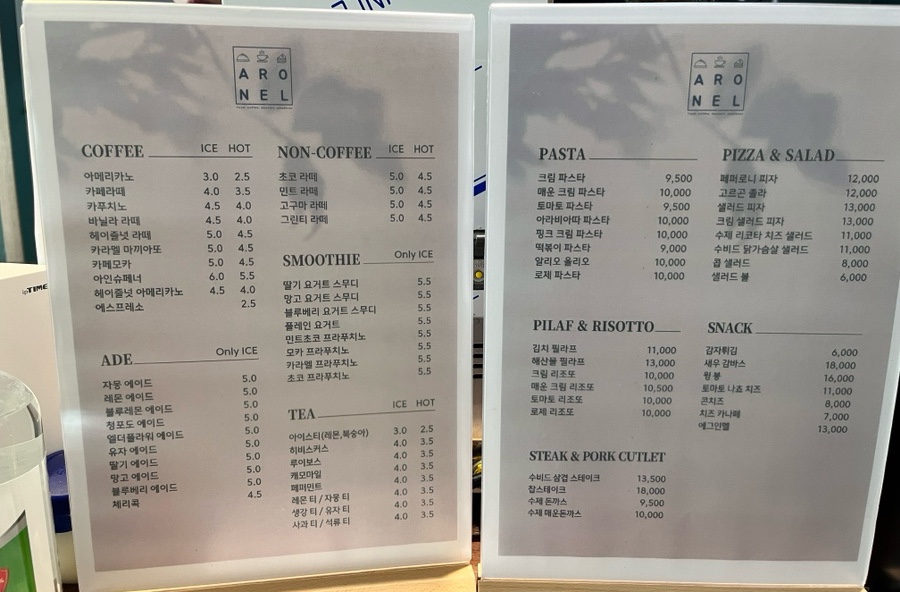 ARO
NEL
COFFEE ICE HOT
아메리카노 3.0 2.5
카페라떼 4.0 3.5
카푸치노 4.5 4.0
바닐라 라떼 4.5 4.0
헤이즐넛 라떼 5.0 4.5
카라멜 마끼아또 5.0 4.5
카페모카 5.0 4.5
아인슈페너 6.0 5.5
헤이즐넛 아메리카노 4.5 4.0
에스프레소 2.5
ADE Only ICE
자몽 에이드 5.0
레몬 에이드 5.0
블루레몬 에이드 5.0
청포도 에이드 5.0
엘더플라워 에이드 5.0
유자 에이드 5.0
딸기 에이드 5.0
망고 에이드 5.0
블루베리 에이드 5.0
체리콕 4.5
NON-COFFEE ICE HOT
초코 라떼 5.0 4.5
민트 라떼 5.0 4.5
고구마 라떼 5.0 4.5
그린티 라떼 5.0 4.5
SMOOTHIE Only ICE
딸기 요거트 스무디 5.5
망고 요거트 스무디 5.5
블루베리 요거트 스무디 5.5
플레인 요거트 5.5
민트초코 프라푸치노 5.5
모카 프라푸치노 5.5
카라멜 프라푸치노 5.5
초코 프라푸치노 5.5
TEA ICE HOT
아이스티(레몬,복숭아) 3.0 2.5
히비스커스 4.0 3.5
루이보스 4.0 3.5
캐모마일 4.0 3.5
페퍼민트 4.0 3.5
레몬 티 / 자몽 티 4.0 3.5
생강 티 / 유자 티 4.0 3.5
사과 티 / 석류 티 4.0 3.5
ARO
NEL
PASTA
크림 파스타 9,500
매운 크림 파스타 10,000
토마토 파스타 9,500
아라비아따 파스타 10,000
핑크 크림 파스타 10,000
떡볶이 파스타 9,000
알리오 올리오 10,000
로제 파스타 10,000
PIZZA & SALAD
페퍼로니 피자 12,000
고르곤 졸라 12,000
샐러드 피자 13,000
크림 샐러드 피자 13,000
수제 리코타 치즈 샐러드 11,000
수비드 닭가슴살 샐러드 11,000
콥 샐러드 8,000
샐러드 볼 6,000
PILAF & RISOTTO
김치 필라프 11,000
해산물 필라프 13,000
크림 리조또 10,000
매운 크림 리조또 10,500
토마토 리조또 10,000
로제 리조또 10,000
SNACK
감자튀김 6,000
새우 감바스 18,000
윙 봉 16,000
토마토 나쵸 치즈 11,000
콘치즈 8,000
치즈 카나페 7,000
에그인헬 13,000
STEAK & PORK CUTLET
수비드 삼겹 스테이크 13,500
찹스테이크 18,000
수제 돈까스 9,500
수제 매운돈까스 10,000
ipTIME